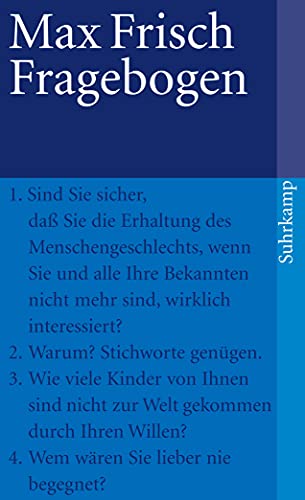 Max Frisch
Fragebogen
1. Sind Sie sicher,
daß Sie die Erhaltung des
Menschengeschlechts, wenn
Sie und alle Ihre Bekannten
nicht mehr sind, wirklich
interessiert?
2. Warum? Stichworte genügen.
3. Wie viele Kinder von Ihnen
sind nicht zur Welt gekommen
durch Ihren Willen?
4. Wem wären Sie lieber nie
begegnet?
Suhrkamp